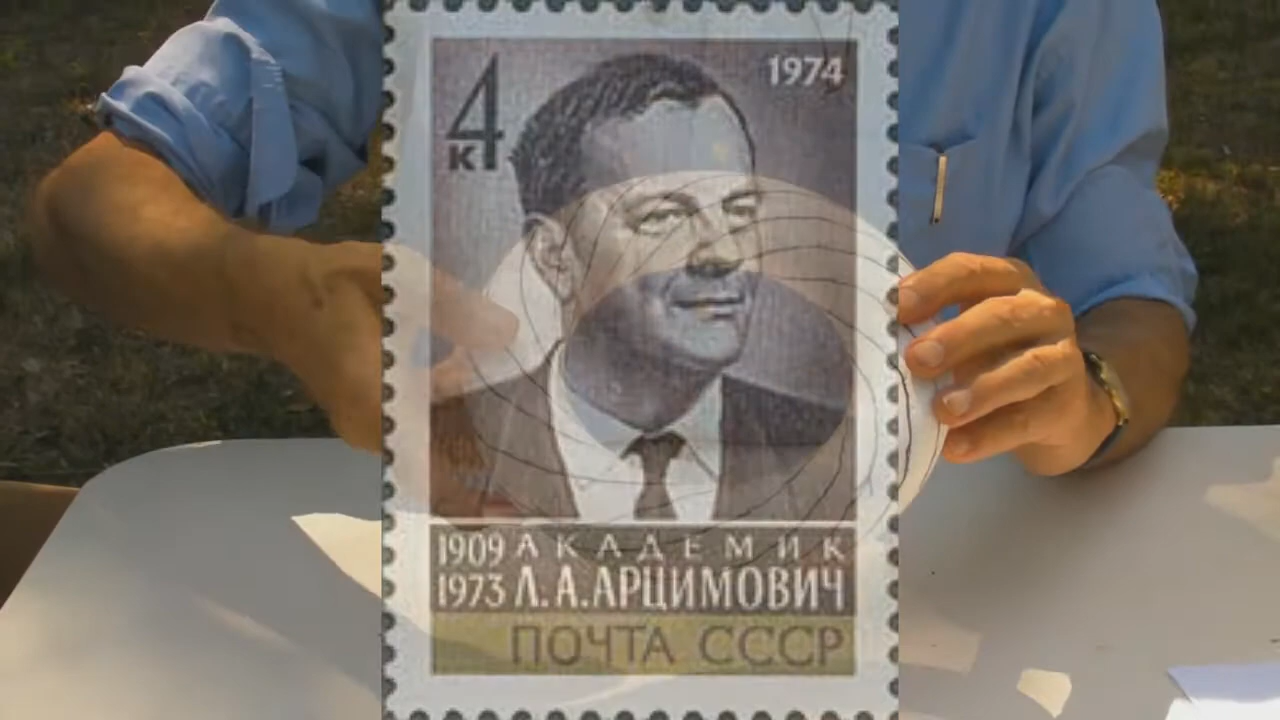 4
к
1974
1909 АКАДЕМИК
1973 Л.А.АРЦИМОВИЧ
ПОЧТА СССР